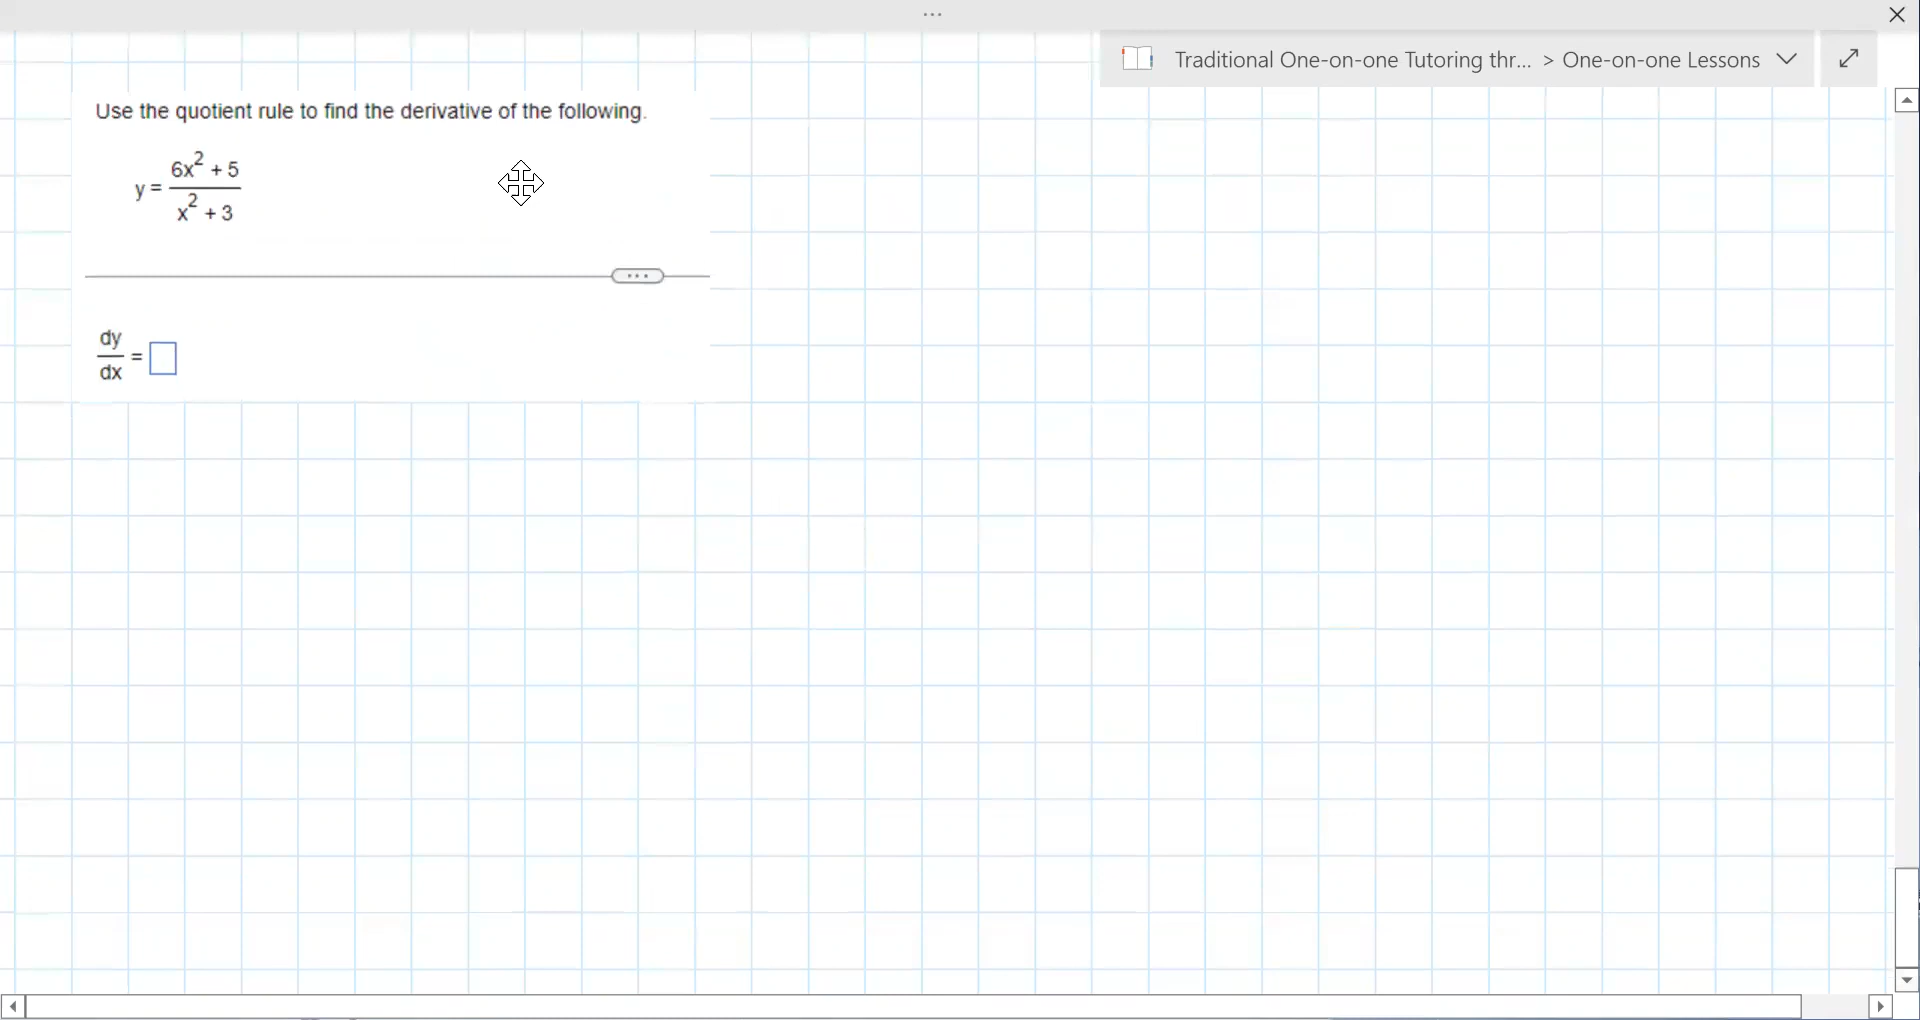 ...
Traditional One-on-one Tutoring thr... > One-on-one Lessons
Use the quotient rule to find the derivative of the following.
y = (6x² + 5) / (x² + 3)
...
dy/dx =